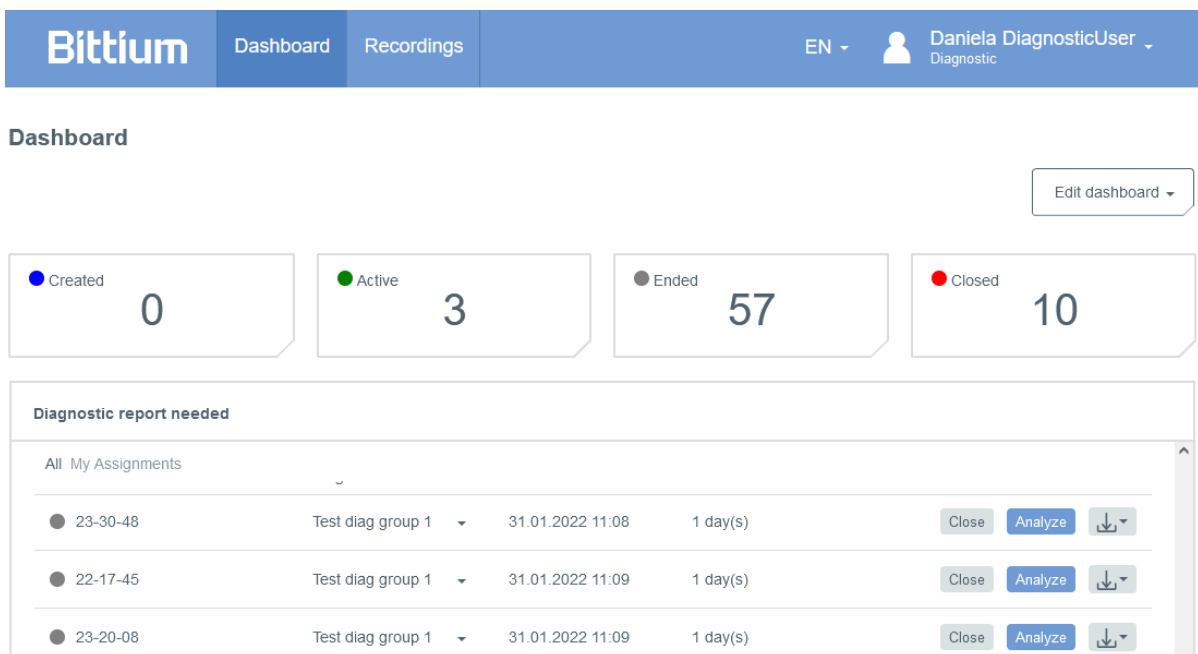 Bittium Dashboard Recordings EN Daniela DiagnosticUser
Diagnostic
Dashboard
Edit dashboard
Created Active Ended Closed
0 3 57 10
Diagnostic report needed
All My Assignments
23-30-48 Test diag group 1 31.01.2022 11:08 1 day(s) Close Analyze
22-17-45 Test diag group 1 31.01.2022 11:09 1 day(s) Close Analyze
23-20-08 Test diag group 1 31.01.2022 11:09 1 day(s) Close Analyze